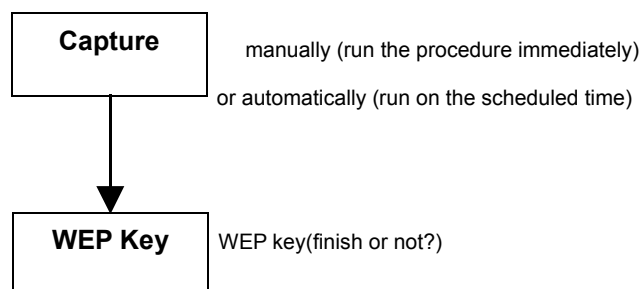 Capture
manually (run the procedure immediately)
or automatically (run on the scheduled time)
WEP Key
WEP key(finish or not?)